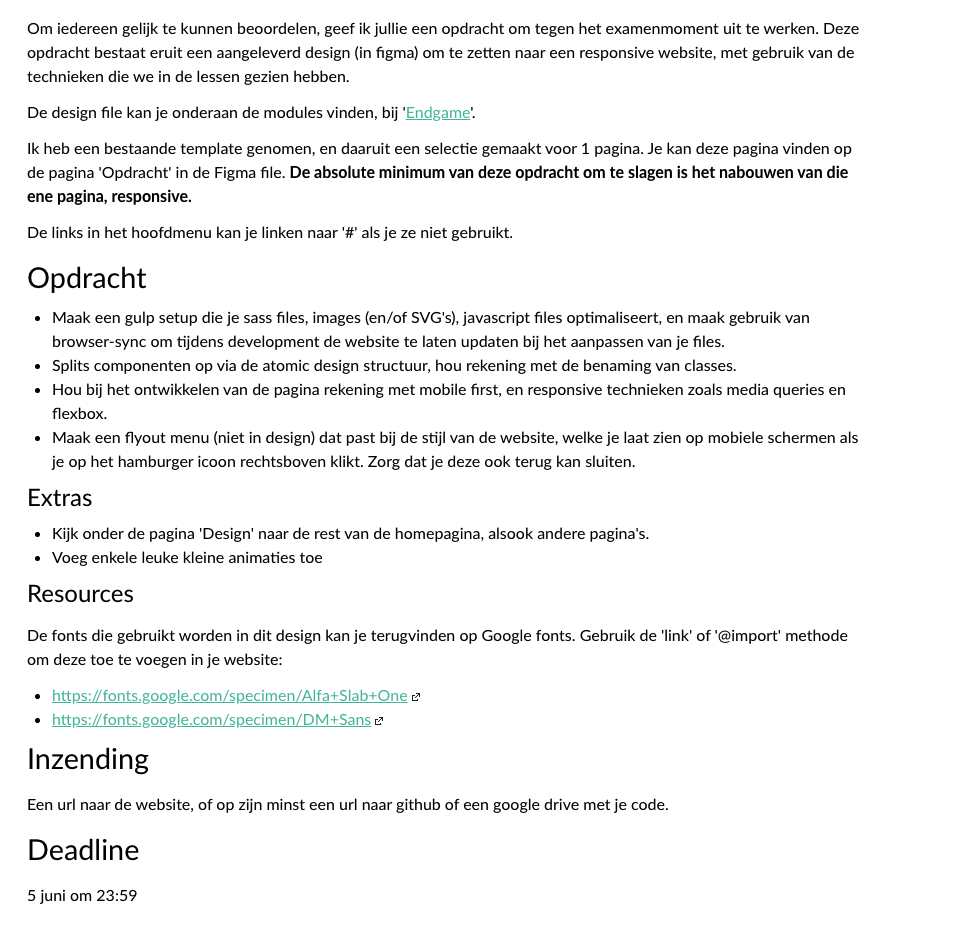 Om iedereen gelijk te kunnen beoordelen, geef ik jullie een opdracht om tegen het examenmoment uit te werken. Deze
opdracht bestaat eruit een aangeleverd design (in figma) om te zetten naar een responsive website, met gebruik van de
technieken die we in de lessen gezien hebben.
De design file kan je onderaan de modules vinden, bij 'Endgame'.
Ik heb een bestaande template genomen, en daaruit een selectie gemaakt voor 1 pagina. Je kan deze pagina vinden op
de pagina 'Opdracht' in de Figma file. De absolute minimum van deze opdracht om te slagen is het nabouwen van die
ene pagina, responsive.
De links in het hoofdmenu kan je linken naar '#' als je ze niet gebruikt.
Opdracht
• Maak een gulp setup die je sass files, images (en/of SVG's), javascript files optimaliseert, en maak gebruik van
browser-sync om tijdens development de website te laten updaten bij het aanpassen van je files.
• Splits componenten op via de atomic design structuur, hou rekening met de benaming van classes.
• Hou bij het ontwikkelen van de pagina rekening met mobile first, en responsive technieken zoals media queries en
flexbox.
• Maak een flyout menu (niet in design) dat past bij de stijl van de website, welke je laat zien op mobiele schermen als
je op het hamburger icoon rechtsboven klikt. Zorg dat je deze ook terug kan sluiten.
Extras
• Kijk onder de pagina 'Design' naar de rest van de homepagina, alsook andere pagina's.
• Voeg enkele leuke kleine animaties toe
Resources
De fonts die gebruikt worden in dit design kan je terugvinden op Google fonts. Gebruik de 'link' of '@import' methode
om deze toe te voegen in je website:
• https://fonts.google.com/specimen/Alfa+Slab+One
• https://fonts.google.com/specimen/DM+Sans
Inzending
Een url naar de website, of op zijn minst een url naar github of een google drive met je code.
Deadline
5 juni om 23:59